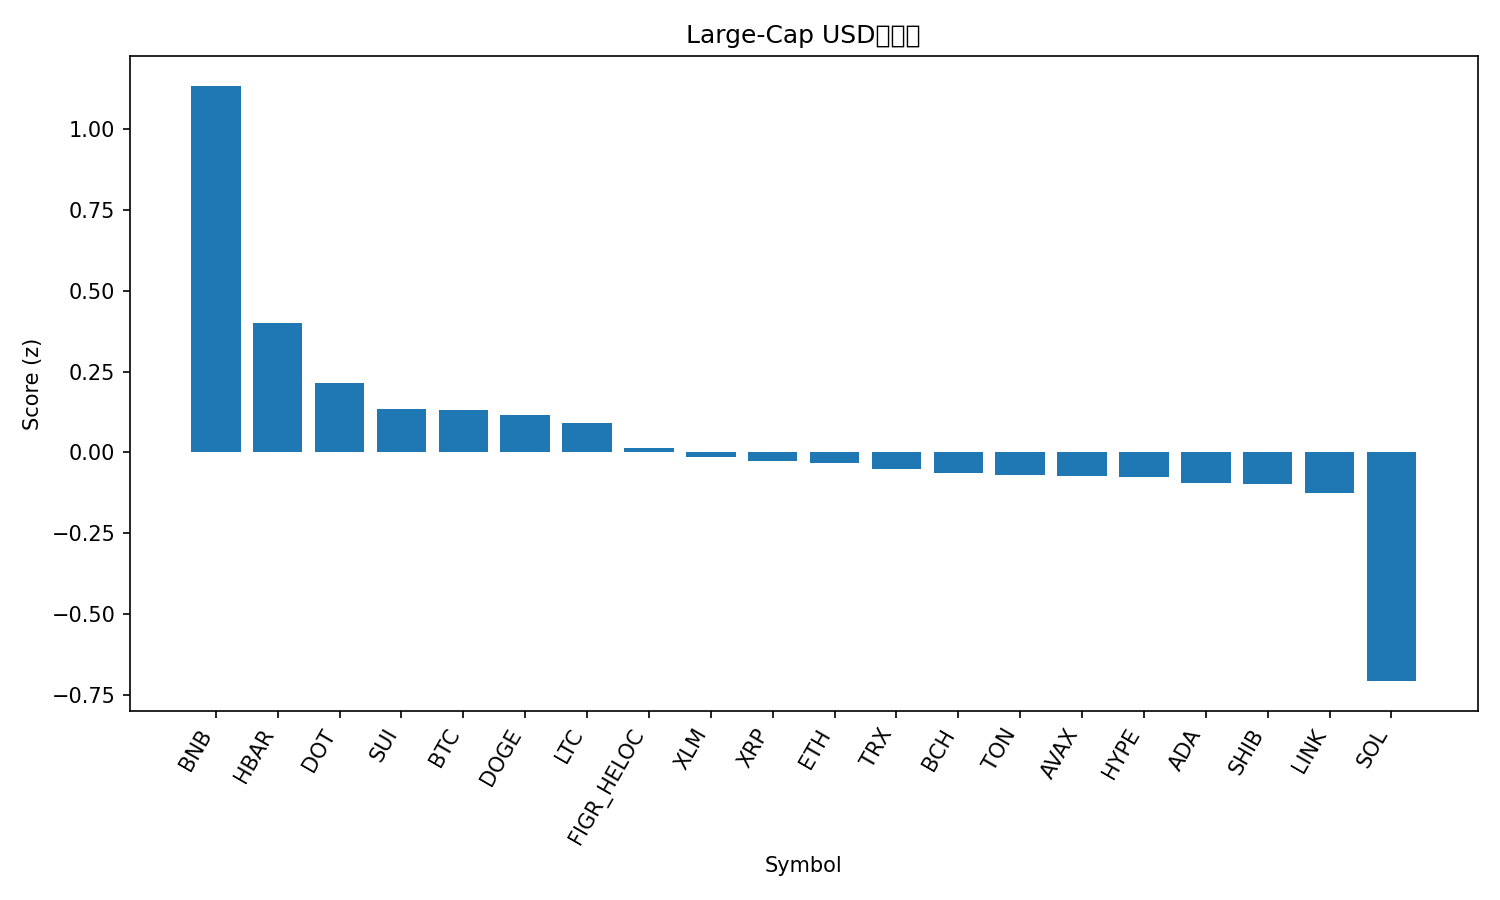 Large-Cap USD
Score (z)
1.00
0.75
0.50
0.25
0.00
−0.25
−0.50
−0.75
BNB
HBAR
DOT
SUI
BTC
DOGE
LTC
FIGR_HELOC
XLM
XRP
ETH
TRX
BCH
TON
AVAX
HYPE
ADA
SHIB
LINK
SOL
Symbol